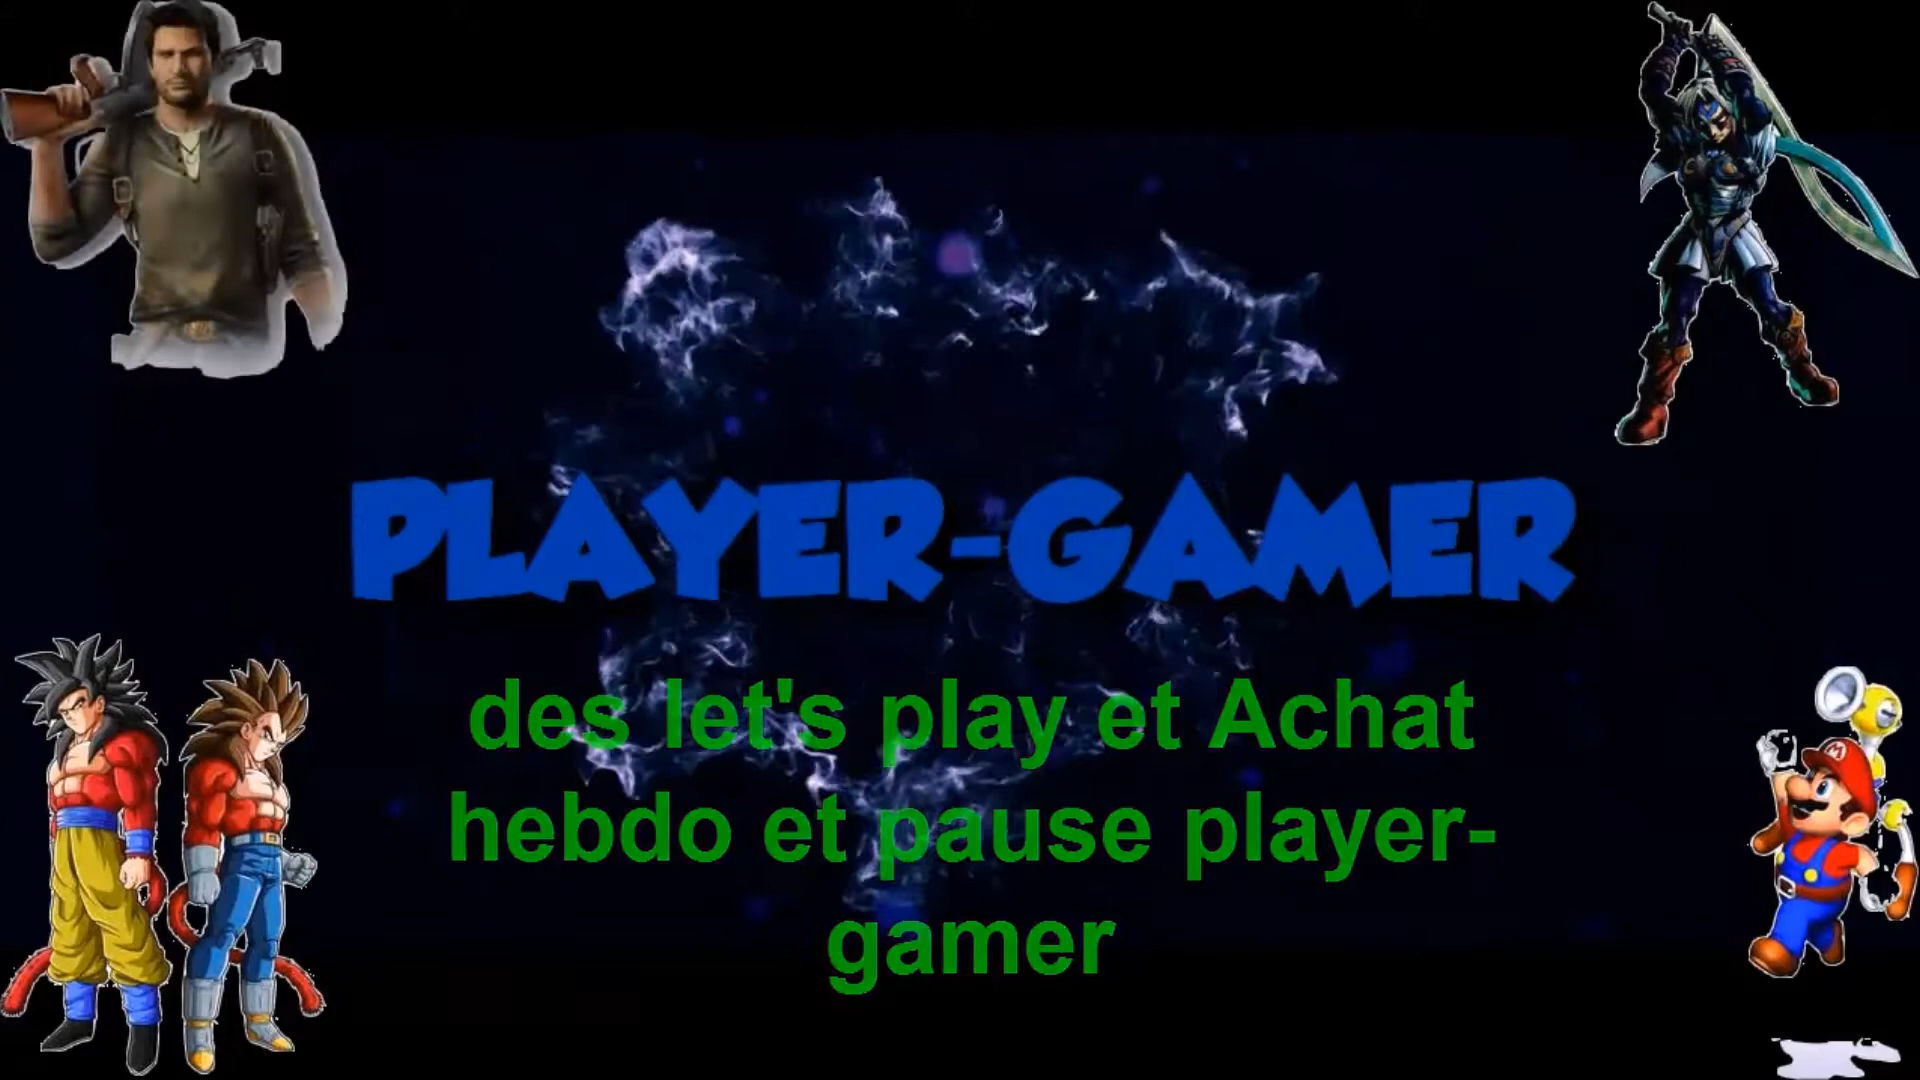 PLAYER-GAMER
des let's play et Achat
hebdo et pause player-
gamer
M